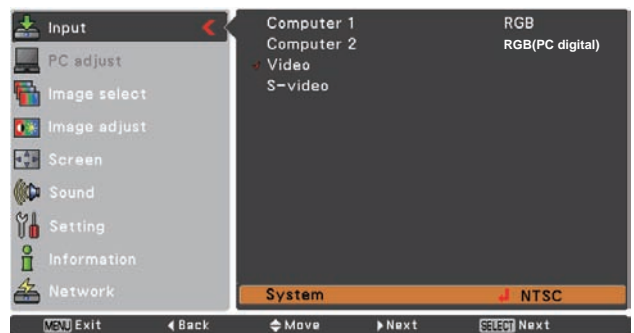 Input
PC adjust
Image select
Image adjust
Screen
Sound
Setting
Information
Network
Computer 1 RGB
Computer 2 RGB(PC digital)
Video
S-video
System NTSC
MENU Exit Back Move Next SELECT Next